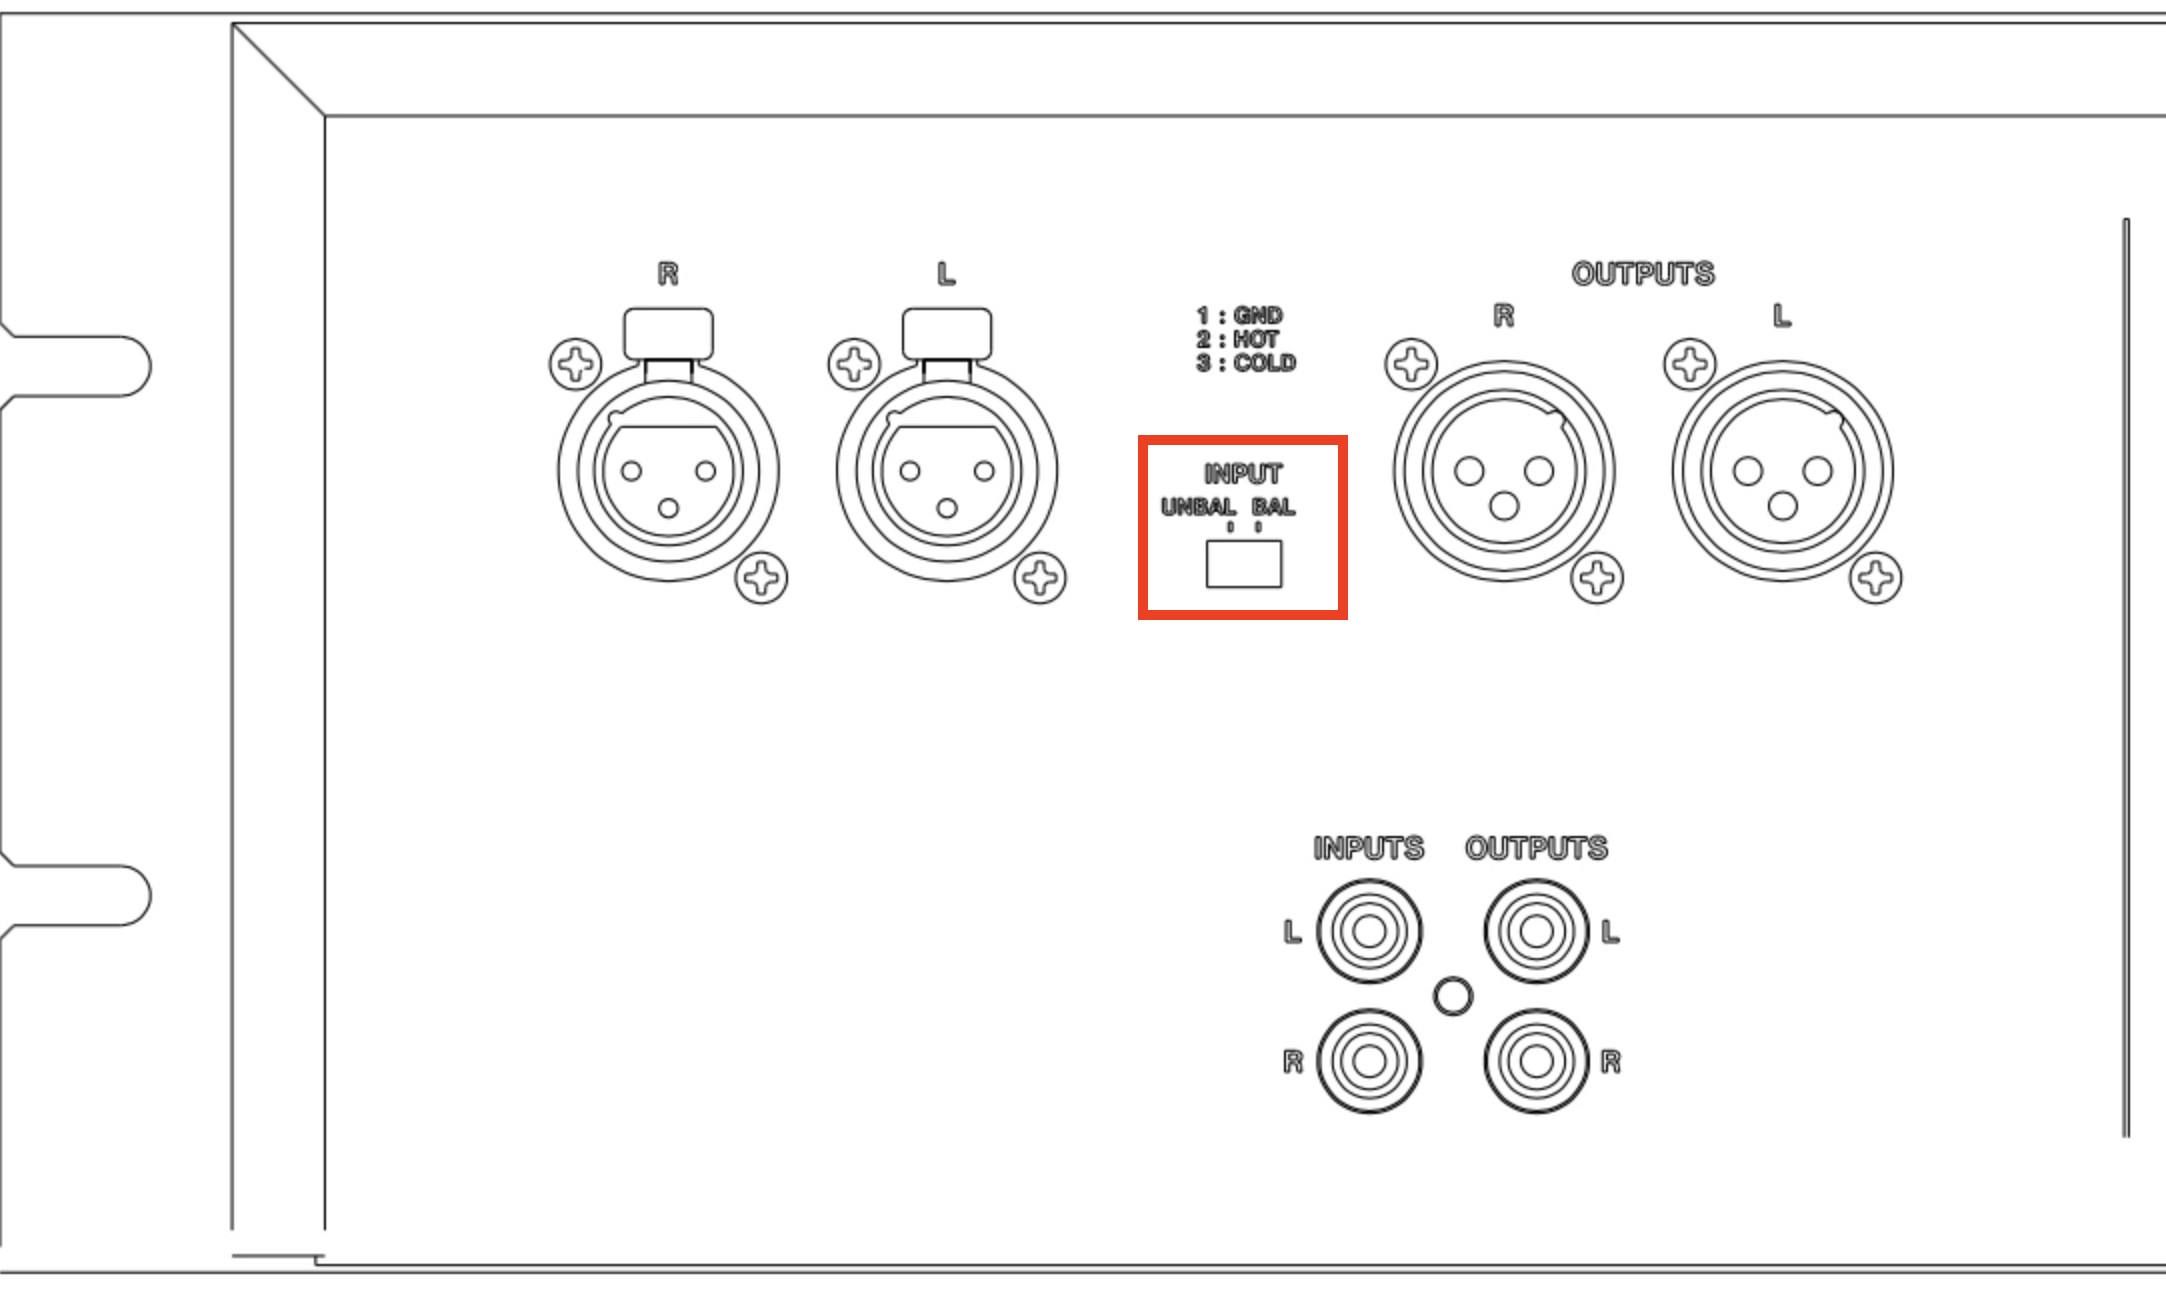 R L
OUTPUTS
R L
1 : GND
2 : HOT
3 : COLD
INPUT
UNBAL BAL
INPUTS OUTPUTS
L L
R R